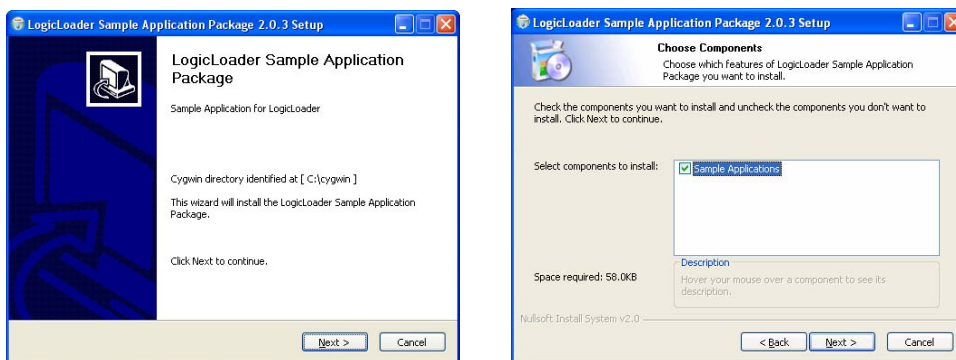 LogicLoader Sample Application Package 2.0.3 Setup
LogicLoader Sample Application
Package
Sample Application for LogicLoader
Cygwin directory identified at [ C:\cygwin ]
This wizard will install the LogicLoader Sample Application
Package.
Click Next to continue.
Next >
Cancel
LogicLoader Sample Application Package 2.0.3 Setup
Choose Components
Choose which features of LogicLoader Sample Application
Package you want to install.
Check the components you want to install and uncheck the components you don't want to
install. Click Next to continue.
Select components to install:
Sample Applications
Space required: 58.0KB
Description
Hover your mouse over a component to see its
description.
Nullsoft Install System v2.0
< Back
Next >
Cancel